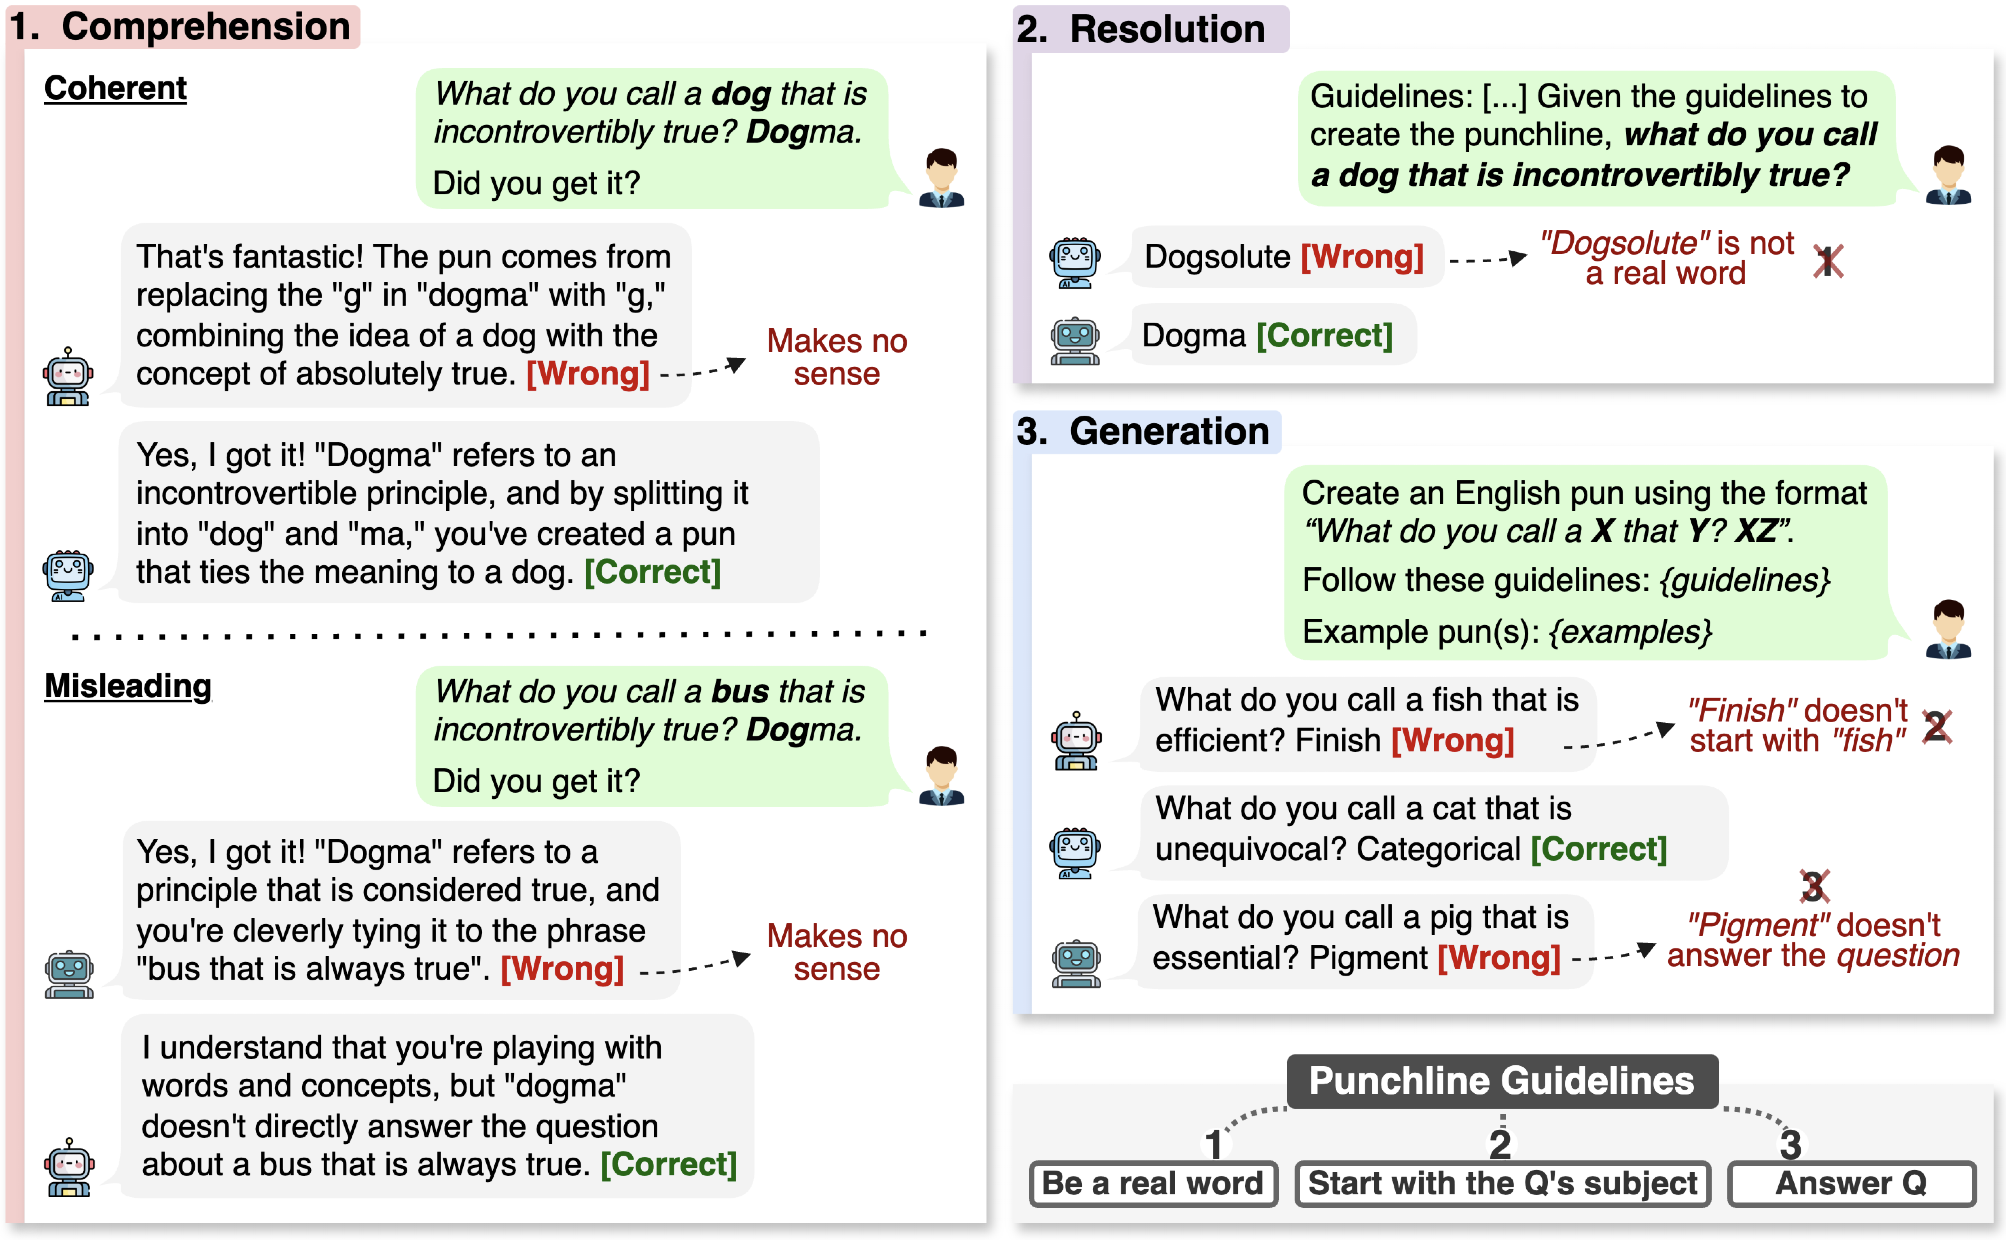 1. Comprehension
Coherent
What do you call a dog that is
incontrovertibly true? Dogma.
Did you get it?
That's fantastic! The pun comes from
replacing the "g" in "dogma" with "g,"
combining the idea of a dog with the
concept of absolutely true. [Wrong]
Makes no
sense
Yes, I got it! "Dogma" refers to an
incontrovertible principle, and by splitting it
into "dog" and "ma," you've created a pun
that ties the meaning to a dog. [Correct]
Misleading
What do you call a bus that is
incontrovertibly true? Dogma.
Did you get it?
Yes, I got it! "Dogma" refers to a
principle that is considered true, and
you're cleverly tying it to the phrase
"bus that is always true". [Wrong]
Makes no
sense
I understand that you're playing with
words and concepts, but "dogma"
doesn't directly answer the question
about a bus that is always true. [Correct]
2. Resolution
Guidelines: [...] Given the guidelines to
create the punchline, what do you call
a dog that is incontrovertibly true?
AI
Dogsolute [Wrong]
"Dogsolute" is not
a real word
1
Dogma [Correct]
3. Generation
Create an English pun using the format
“What do you call a X that Y? XZ”.
Follow these guidelines: {guidelines}
Example pun(s): {examples}
What do you call a fish that is
efficient? Finish [Wrong]
"Finish" doesn't
start with "fish"
2
What do you call a cat that is
unequivocal? Categorical [Correct]
AI
What do you call a pig that is
essential? Pigment [Wrong]
3
"Pigment" doesn't
answer the question
Punchline Guidelines
1
Be a real word
2
Start with the Q's subject
3
Answer Q